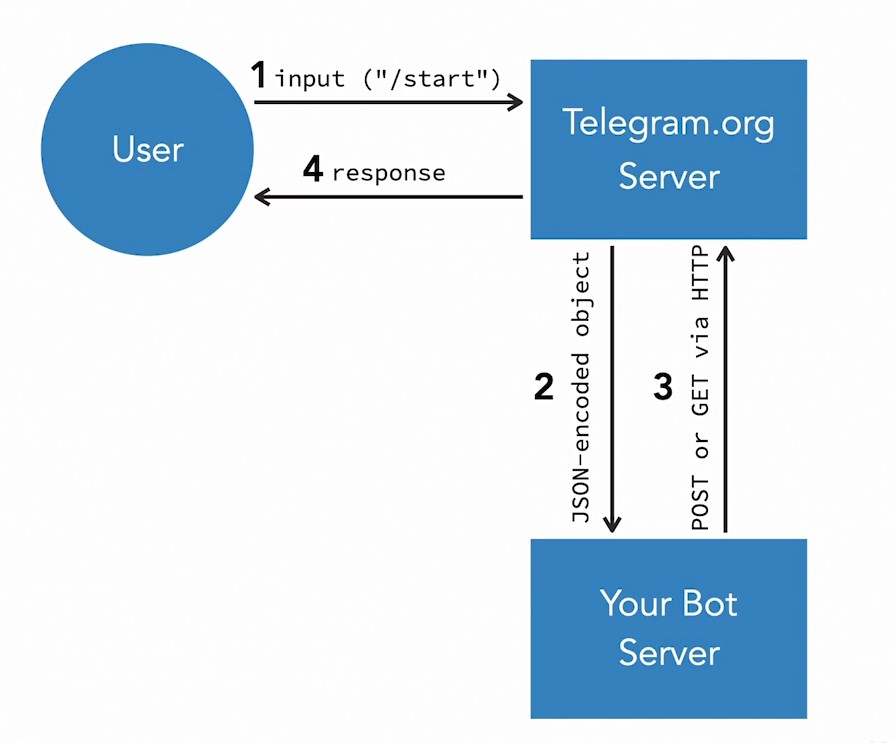 User
1 input ("/start")
4 response
Telegram.org
Server
2 JSON-encoded object
3 POST or GET via HTTP
Your Bot
Server